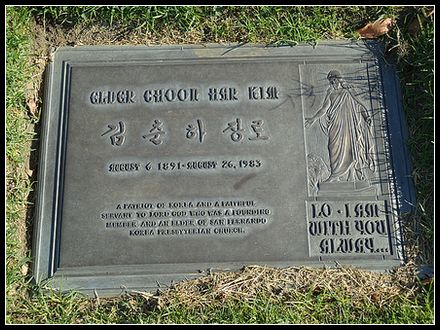 ELDER CHOON HAR KIM
김 춘 하 장로
AUGUST 6 1891-AUGUST 26, 1983
A PATRIOT OF KOREA AND A FAITHFUL
SERVANT TO LORD GOD WHO WAS A FOUNDING
MEMBER AND AN ELDER OF SAN FERNANDO
KOREA PRESBYTERIAN CHURCH.
LO · I AM
WITH YOU
ALWAY...